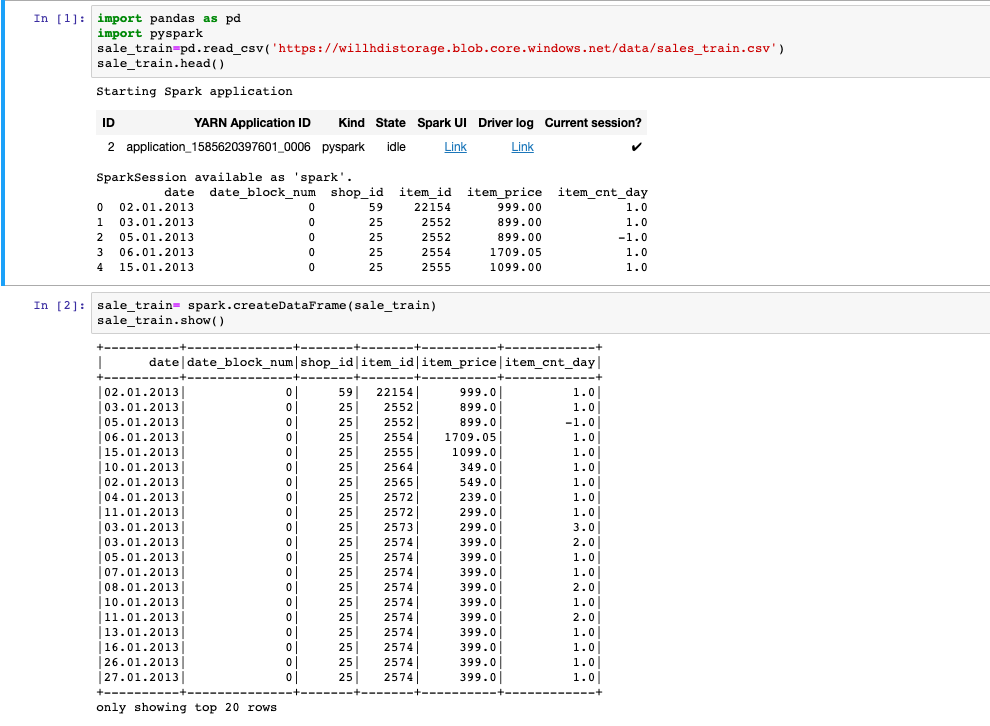 In [1]: import pandas as pd
import pyspark
sale_train=pd.read_csv('https://willhdistorage.blob.core.windows.net/data/sales_train.csv')
sale_train.head()
Starting Spark application
ID YARN Application ID Kind State Spark UI Driver log Current session?
2 application_1585620397601_0006 pyspark idle Link Link ✔
SparkSession available as 'spark'.
         date  date_block_num  shop_id  item_id  item_price  item_cnt_day
0  02.01.2013               0       59    22154      999.00           1.0
1  03.01.2013               0       25     2552      899.00           1.0
2  05.01.2013               0       25     2552      899.00          -1.0
3  06.01.2013               0       25     2554     1709.05           1.0
4  15.01.2013               0       25     2555     1099.00           1.0
In [2]: sale_train= spark.createDataFrame(sale_train)
sale_train.show()
+----------+--------------+-------+-------+----------+------------+
|      date|date_block_num|shop_id|item_id|item_price|item_cnt_day|
+----------+--------------+-------+-------+----------+------------+
|02.01.2013|             0|     59|  22154|     999.0|         1.0|
|03.01.2013|             0|     25|   2552|     899.0|         1.0|
|05.01.2013|             0|     25|   2552|     899.0|        -1.0|
|06.01.2013|             0|     25|   2554|   1709.05|         1.0|
|15.01.2013|             0|     25|   2555|    1099.0|         1.0|
|10.01.2013|             0|     25|   2564|     349.0|         1.0|
|02.01.2013|             0|     25|   2565|     549.0|         1.0|
|04.01.2013|             0|     25|   2572|     239.0|         1.0|
|11.01.2013|             0|     25|   2572|     299.0|         1.0|
|03.01.2013|             0|     25|   2573|     299.0|         3.0|
|03.01.2013|             0|     25|   2574|     399.0|         2.0|
|05.01.2013|             0|     25|   2574|     399.0|         1.0|
|07.01.2013|             0|     25|   2574|     399.0|         1.0|
|08.01.2013|             0|     25|   2574|     399.0|         2.0|
|10.01.2013|             0|     25|   2574|     399.0|         1.0|
|11.01.2013|             0|     25|   2574|     399.0|         2.0|
|13.01.2013|             0|     25|   2574|     399.0|         1.0|
|16.01.2013|             0|     25|   2574|     399.0|         1.0|
|26.01.2013|             0|     25|   2574|     399.0|         1.0|
|27.01.2013|             0|     25|   2574|     399.0|         1.0|
+----------+--------------+-------+-------+----------+------------+
only showing top 20 rows